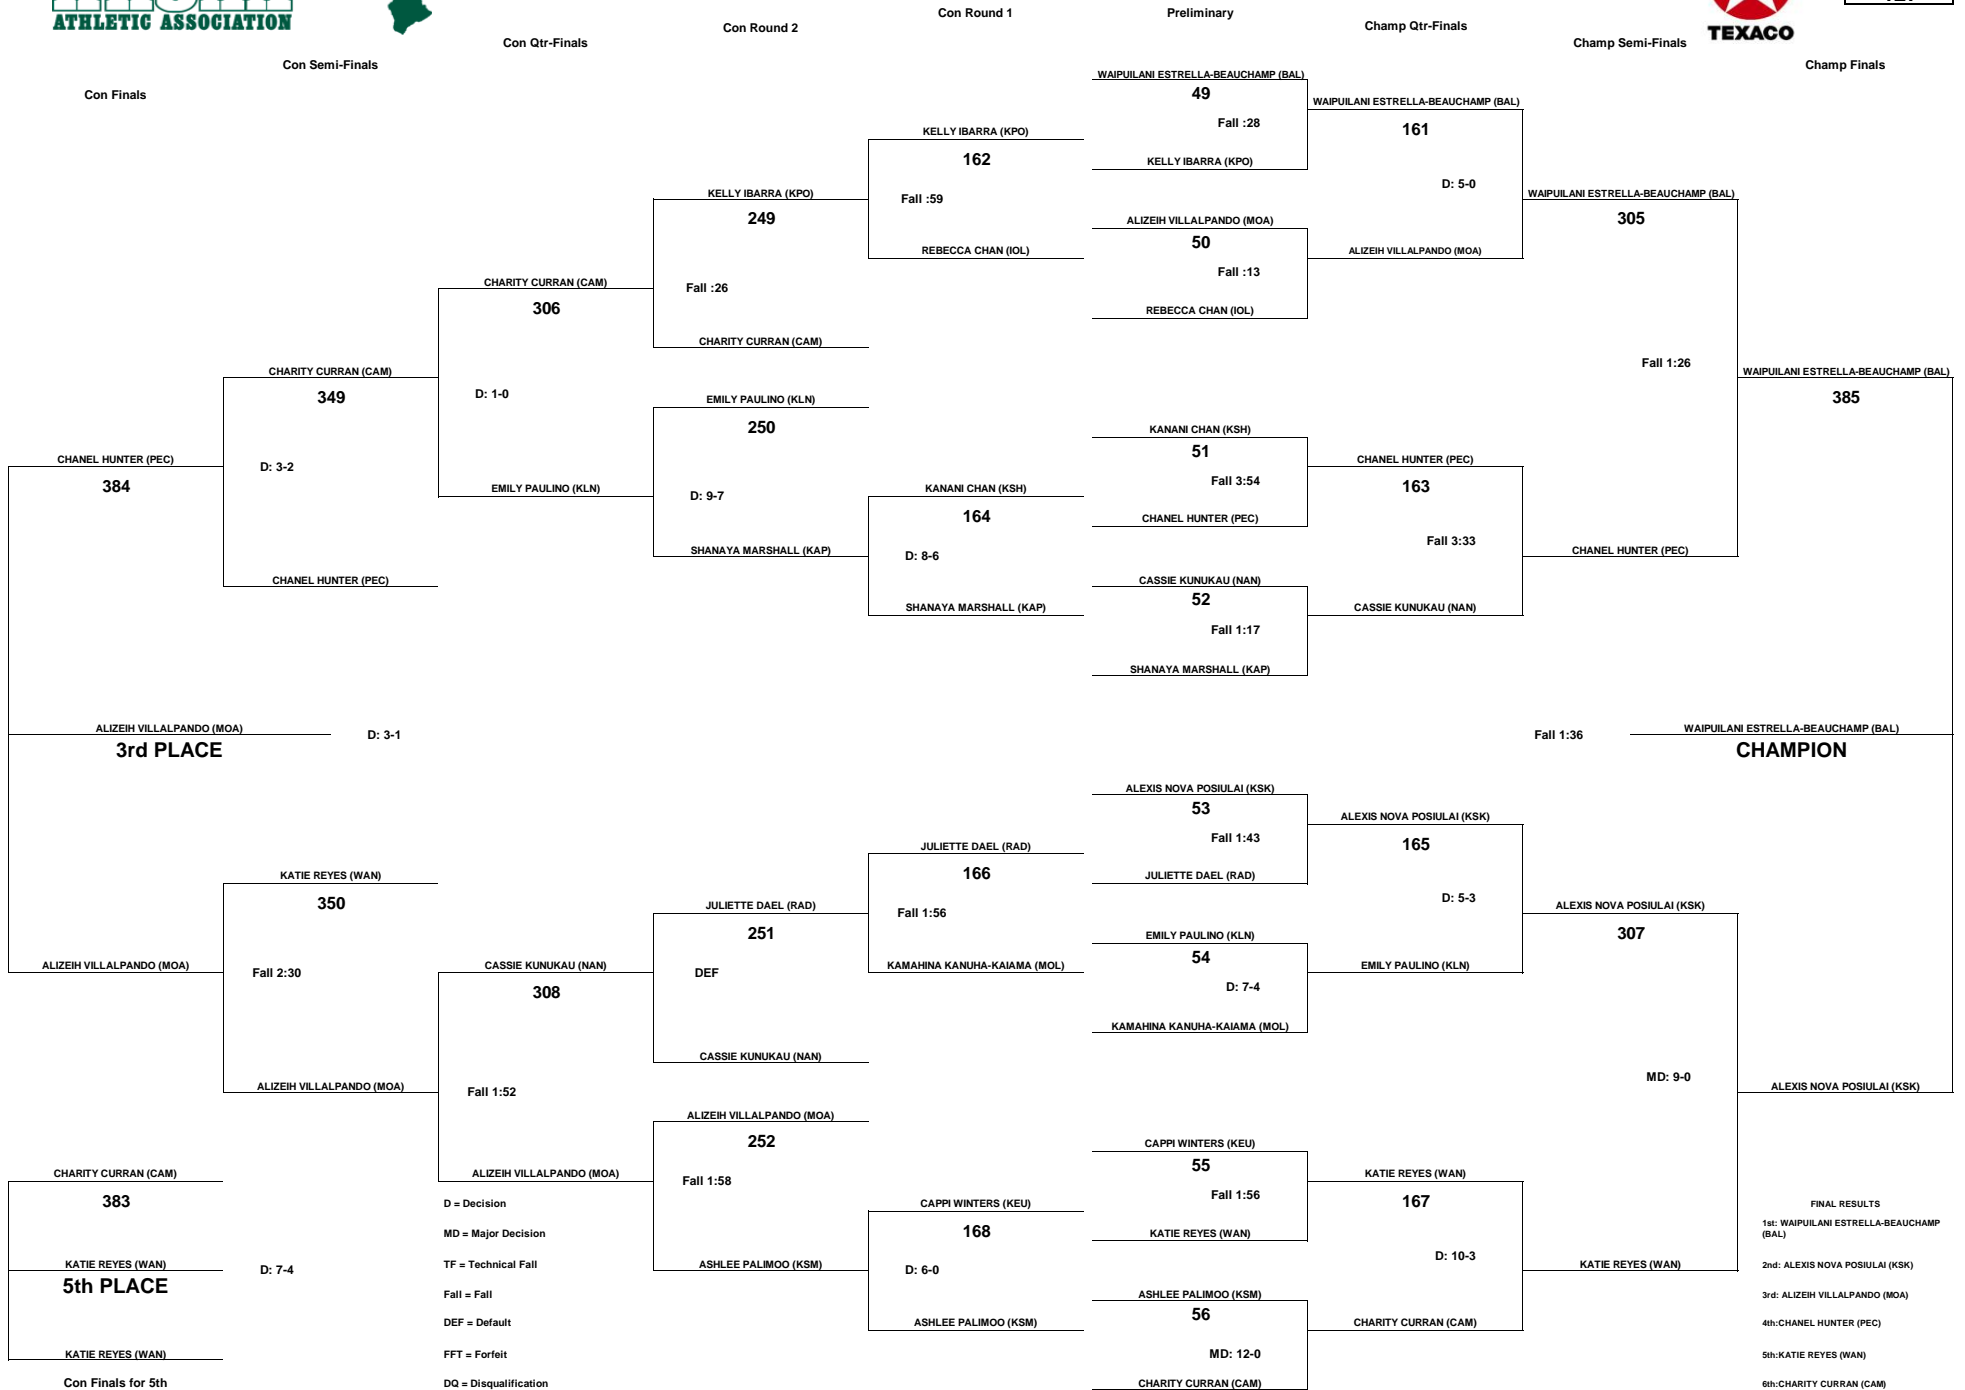 ATHLETIC ASSOCIATION
TEXACO
Con Finals
Con Semi-Finals
Con Qtr-Finals
Con Round 2
Con Round 1
Preliminary
Champ Qtr-Finals
Champ Semi-Finals
Champ Finals
WAIPUILANI ESTRELLA-BEAUCHAMP (BAL)
49
Fall :28
KELLY IBARRA (KPO)
ALIZEIH VILLALPANDO (MOA)
50
Fall :13
REBECCA CHAN (IOL)
KANANI CHAN (KSH)
51
Fall 3:54
CHANEL HUNTER (PEC)
CASSIE KUNUKAU (NAN)
52
Fall 1:17
SHANAYA MARSHALL (KAP)
ALEXIS NOVA POSIULAI (KSK)
53
Fall 1:43
JULIETTE DAEL (RAD)
EMILY PAULINO (KLN)
54
D: 7-4
KAMAHINA KANUHA-KAIAMA (MOL)
CAPPI WINTERS (KEU)
55
Fall 1:56
KATIE REYES (WAN)
ASHLEE PALIMOO (KSM)
56
MD: 12-0
CHARITY CURRAN (CAM)
WAIPUILANI ESTRELLA-BEAUCHAMP (BAL)
161
D: 5-0
ALIZEIH VILLALPANDO (MOA)
CHANEL HUNTER (PEC)
163
Fall 3:33
CASSIE KUNUKAU (NAN)
ALEXIS NOVA POSIULAI (KSK)
165
D: 5-3
EMILY PAULINO (KLN)
KATIE REYES (WAN)
167
D: 10-3
CHARITY CURRAN (CAM)
WAIPUILANI ESTRELLA-BEAUCHAMP (BAL)
305
Fall 1:26
CHANEL HUNTER (PEC)
ALEXIS NOVA POSIULAI (KSK)
307
MD: 9-0
KATIE REYES (WAN)
WAIPUILANI ESTRELLA-BEAUCHAMP (BAL)
385
Fall 1:36
WAIPUILANI ESTRELLA-BEAUCHAMP (BAL)
CHAMPION
ALEXIS NOVA POSIULAI (KSK)
KELLY IBARRA (KPO)
162
Fall :59
REBECCA CHAN (IOL)
KANANI CHAN (KSH)
164
D: 8-6
SHANAYA MARSHALL (KAP)
JULIETTE DAEL (RAD)
166
Fall 1:56
KAMAHINA KANUHA-KAIAMA (MOL)
CAPPI WINTERS (KEU)
168
D: 6-0
ASHLEE PALIMOO (KSM)
KELLY IBARRA (KPO)
249
Fall :26
CHARITY CURRAN (CAM)
EMILY PAULINO (KLN)
250
D: 9-7
SHANAYA MARSHALL (KAP)
JULIETTE DAEL (RAD)
251
DEF
CASSIE KUNUKAU (NAN)
ALIZEIH VILLALPANDO (MOA)
252
Fall 1:58
ASHLEE PALIMOO (KSM)
CHARITY CURRAN (CAM)
306
D: 1-0
EMILY PAULINO (KLN)
CASSIE KUNUKAU (NAN)
308
Fall 1:52
ALIZEIH VILLALPANDO (MOA)
CHARITY CURRAN (CAM)
349
D: 3-2
CHANEL HUNTER (PEC)
KATIE REYES (WAN)
350
Fall 2:30
ALIZEIH VILLALPANDO (MOA)
CHANEL HUNTER (PEC)
384
ALIZEIH VILLALPANDO (MOA)
D: 3-1
3rd PLACE
ALIZEIH VILLALPANDO (MOA)
CHARITY CURRAN (CAM)
383
KATIE REYES (WAN)
D: 7-4
5th PLACE
KATIE REYES (WAN)
Con Finals for 5th
D = Decision
MD = Major Decision
TF = Technical Fall
Fall = Fall
DEF = Default
FFT = Forfeit
DQ = Disqualification
FINAL RESULTS
1st: WAIPUILANI ESTRELLA-BEAUCHAMP
(BAL)
2nd: ALEXIS NOVA POSIULAI (KSK)
3rd: ALIZEIH VILLALPANDO (MOA)
4th:CHANEL HUNTER (PEC)
5th:KATIE REYES (WAN)
6th:CHARITY CURRAN (CAM)